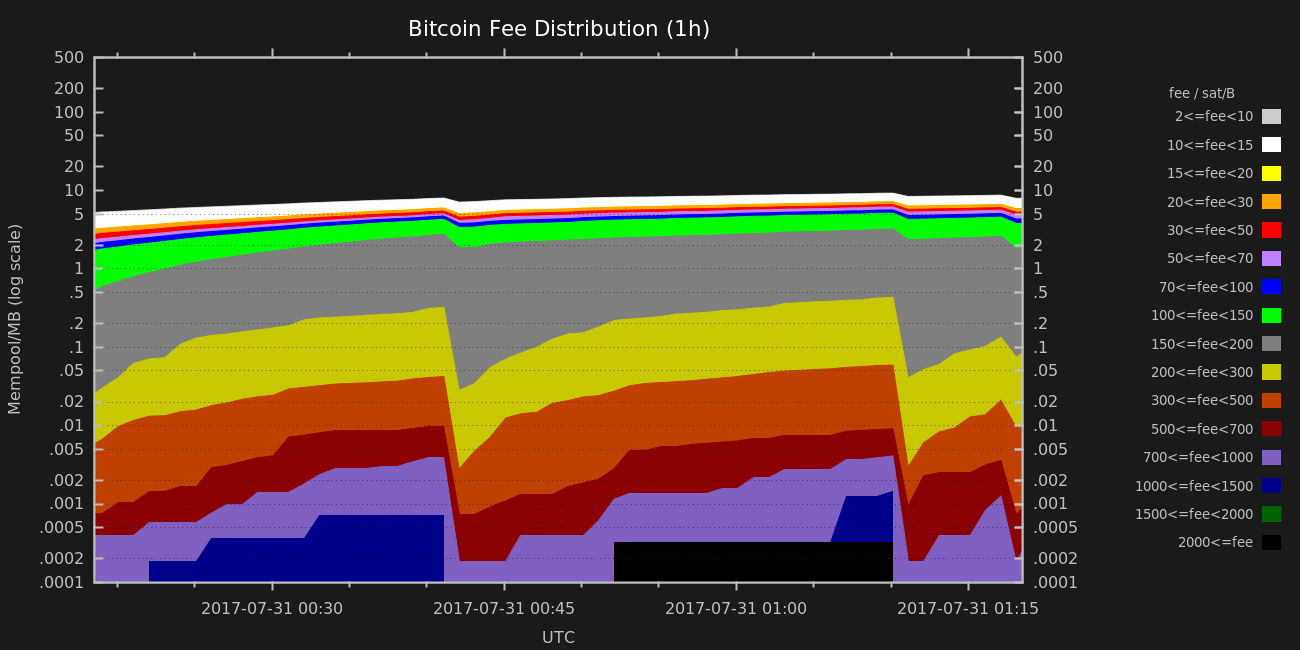 Bitcoin Fee Distribution (1h)
500
200
100
50
20
10
5
2
1
.5
.2
.1
.05
.02
.01
.005
.002
.001
.0005
.0002
.0001
Mempool/MB (log scale)
500
200
100
50
20
10
5
2
1
.5
.2
.1
.05
.02
.01
.005
.002
.001
.0005
.0002
.0001
fee / sat/B
2<=fee<10
10<=fee<15
15<=fee<20
20<=fee<30
30<=fee<50
50<=fee<70
70<=fee<100
100<=fee<150
150<=fee<200
200<=fee<300
300<=fee<500
500<=fee<700
700<=fee<1000
1000<=fee<1500
1500<=fee<2000
2000<=fee
2017-07-31 00:30
2017-07-31 00:45
2017-07-31 01:00
2017-07-31 01:15
UTC